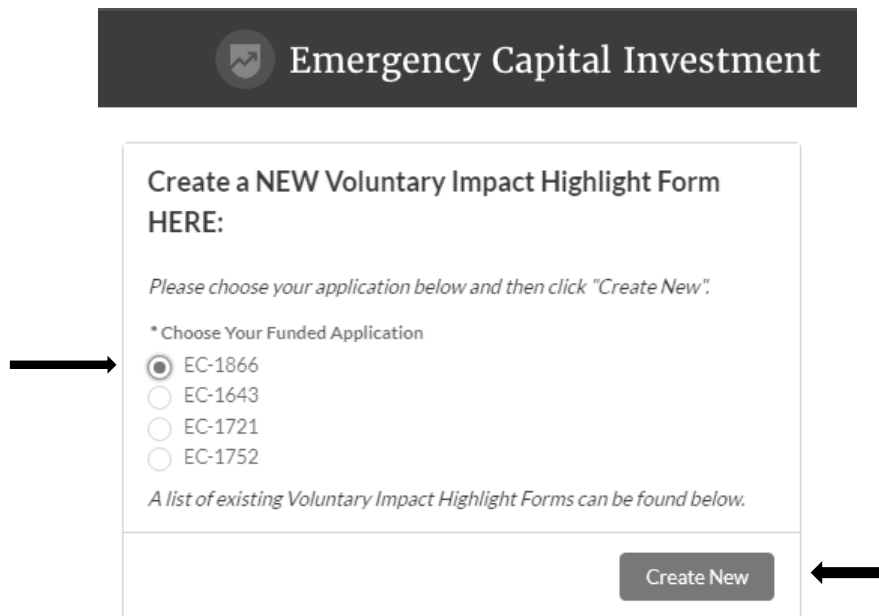 Emergency Capital Investment
Create a NEW Voluntary Impact Highlight Form
HERE:
Please choose your application below and then click "Create New".
* Choose Your Funded Application
EC-1866
EC-1643
EC-1721
EC-1752
A list of existing Voluntary Impact Highlight Forms can be found below.
Create New